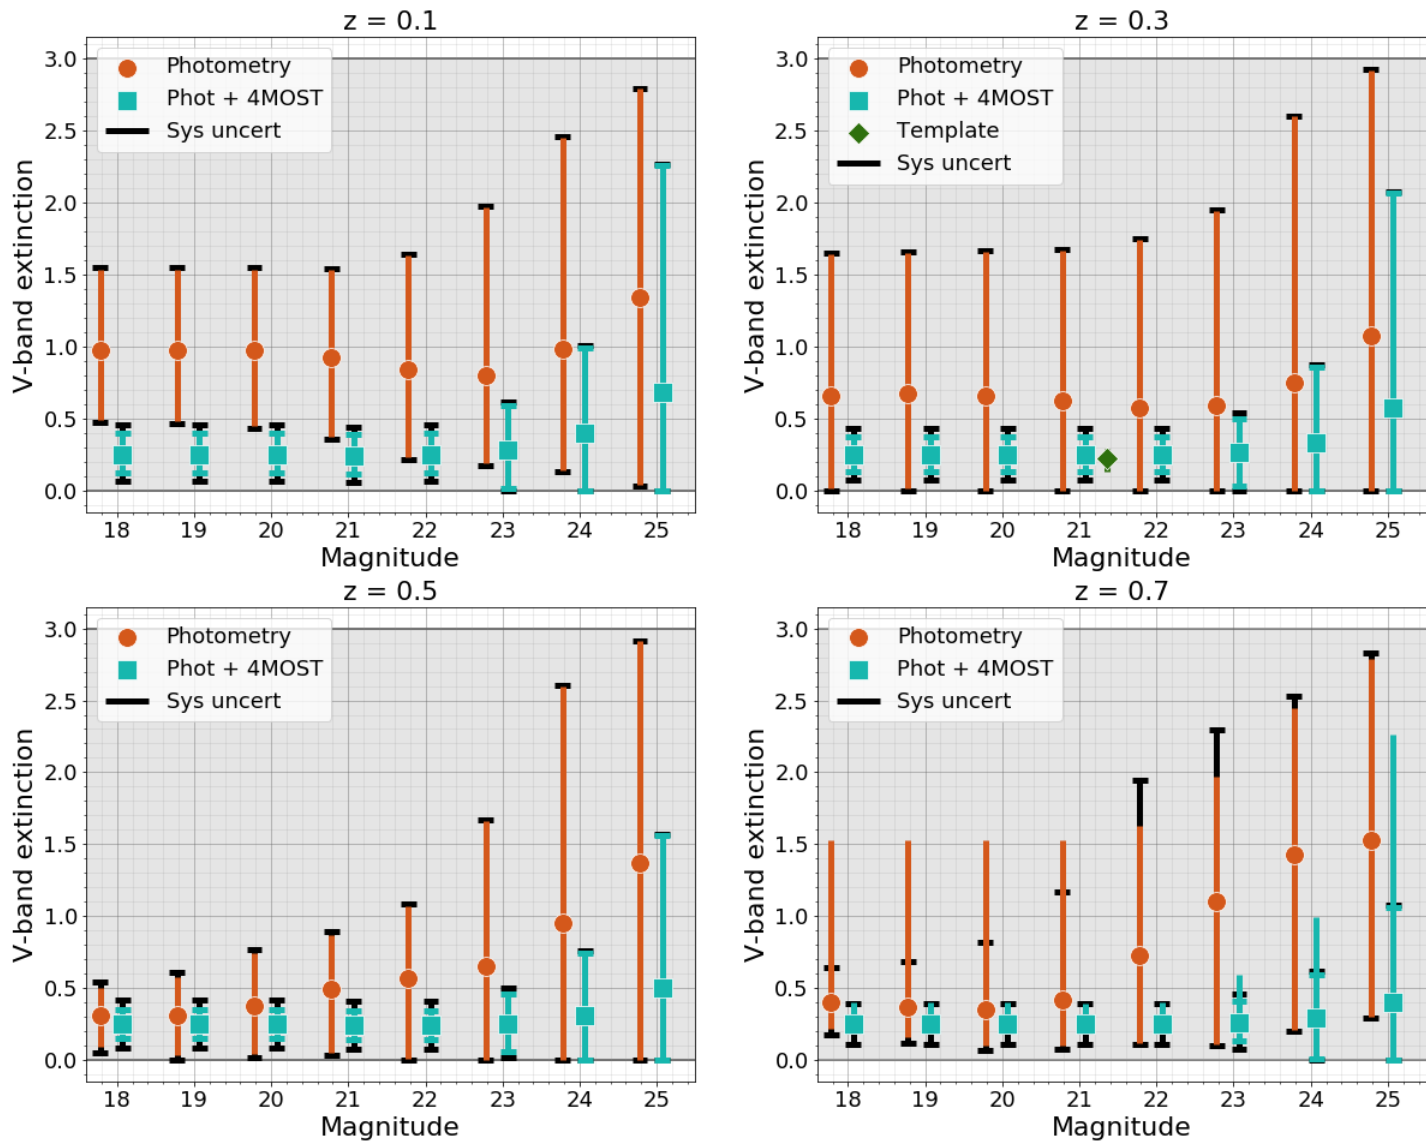 z = 0.1
3.0
2.5
2.0
1.5
1.0
0.5
0.0
V-band extinction
Photometry
Phot + 4MOST
Sys uncert
18 19 20 21 22 23 24 25
Magnitude
z = 0.3
3.0
2.5
2.0
1.5
1.0
0.5
0.0
V-band extinction
Photometry
Phot + 4MOST
Template
Sys uncert
18 19 20 21 22 23 24 25
Magnitude
z = 0.5
3.0
2.5
2.0
1.5
1.0
0.5
0.0
V-band extinction
Photometry
Phot + 4MOST
Sys uncert
18 19 20 21 22 23 24 25
Magnitude
z = 0.7
3.0
2.5
2.0
1.5
1.0
0.5
0.0
V-band extinction
Photometry
Phot + 4MOST
Sys uncert
18 19 20 21 22 23 24 25
Magnitude